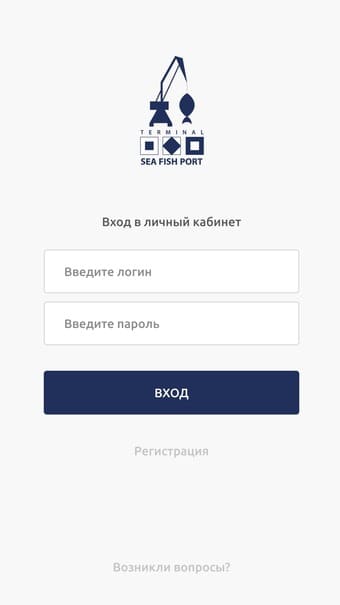 TERMINAL
SEA FISH PORT
Вход в личный кабинет
Введите логин
Введите пароль
ВХОД
Регистрация
Возникли вопросы?